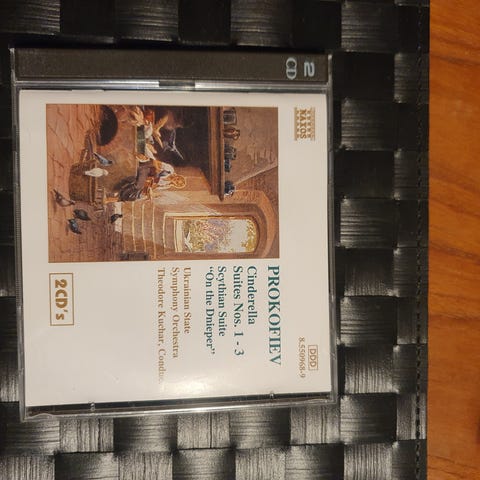 2
CD
NAXOS
DDD
8.550968-9
PROKOFIEV
Cinderella
Suites Nos. 1 - 3
Scythian Suite
"On the Dnieper"
Ukrainian State
Symphony Orchestra
Theodore Kuchar,
2CD's